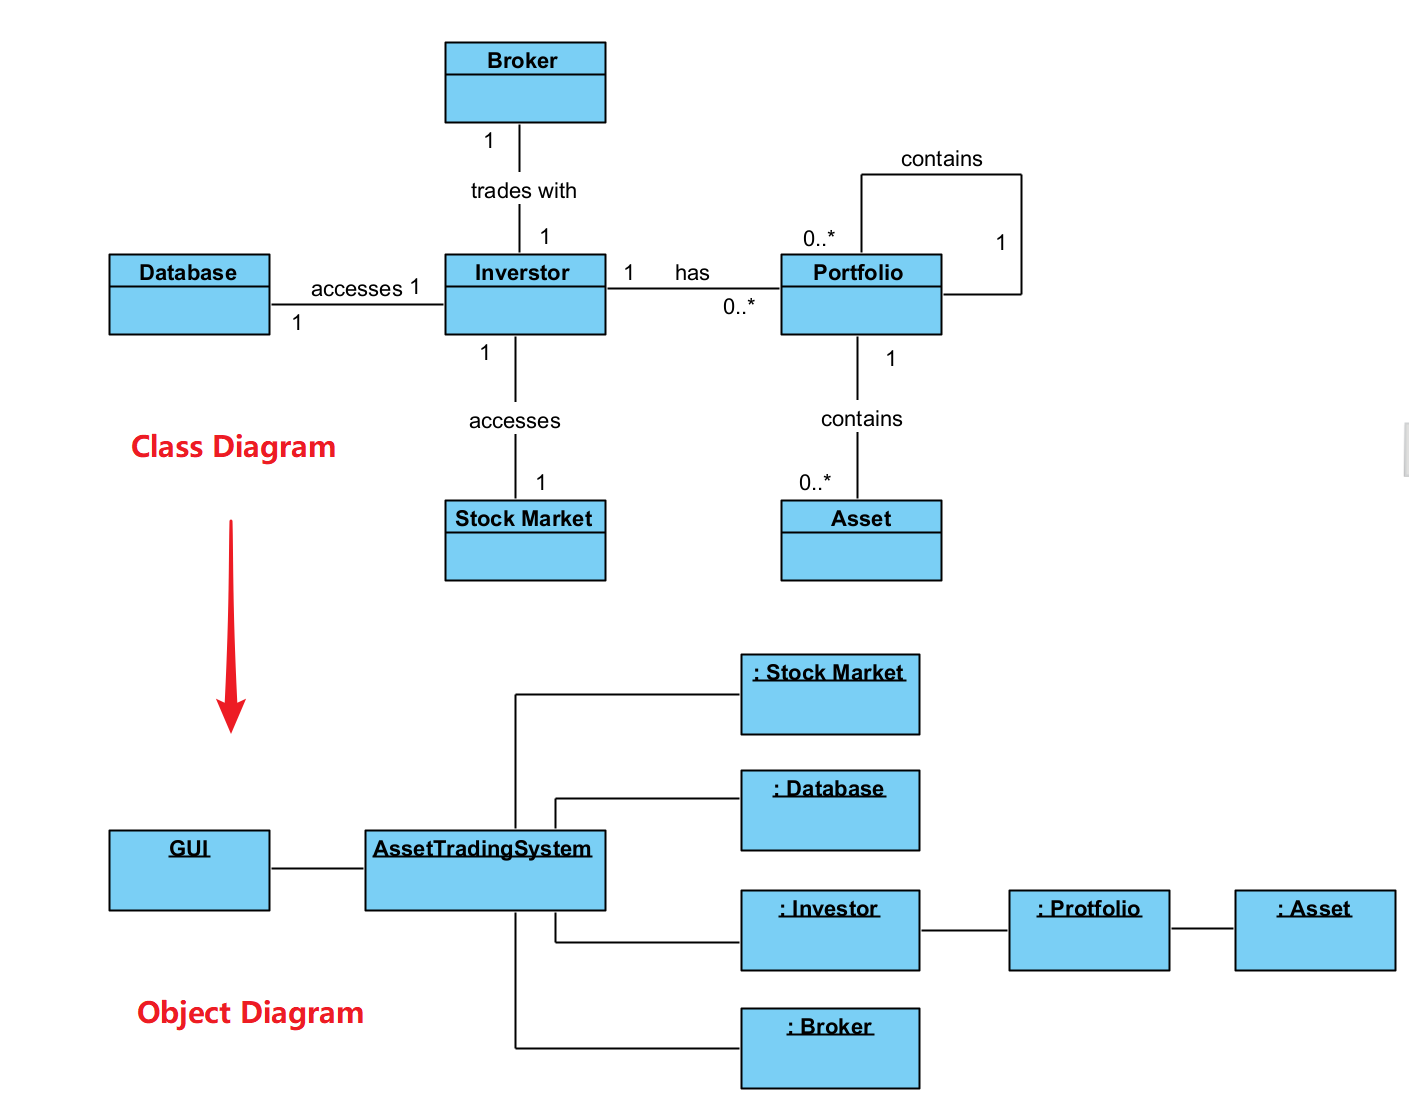 Broker
1
trades with
1
contains
0..*
1
Database
accesses 1
1
Inverstor
1 has
0..*
Portfolio
1
accesses
1
1
contains
0..*
Class Diagram
Stock Market
Asset
: Stock Market
: Database
GUI
AssetTradingSystem
: Investor
: Protfolio
: Asset
Object Diagram
: Broker